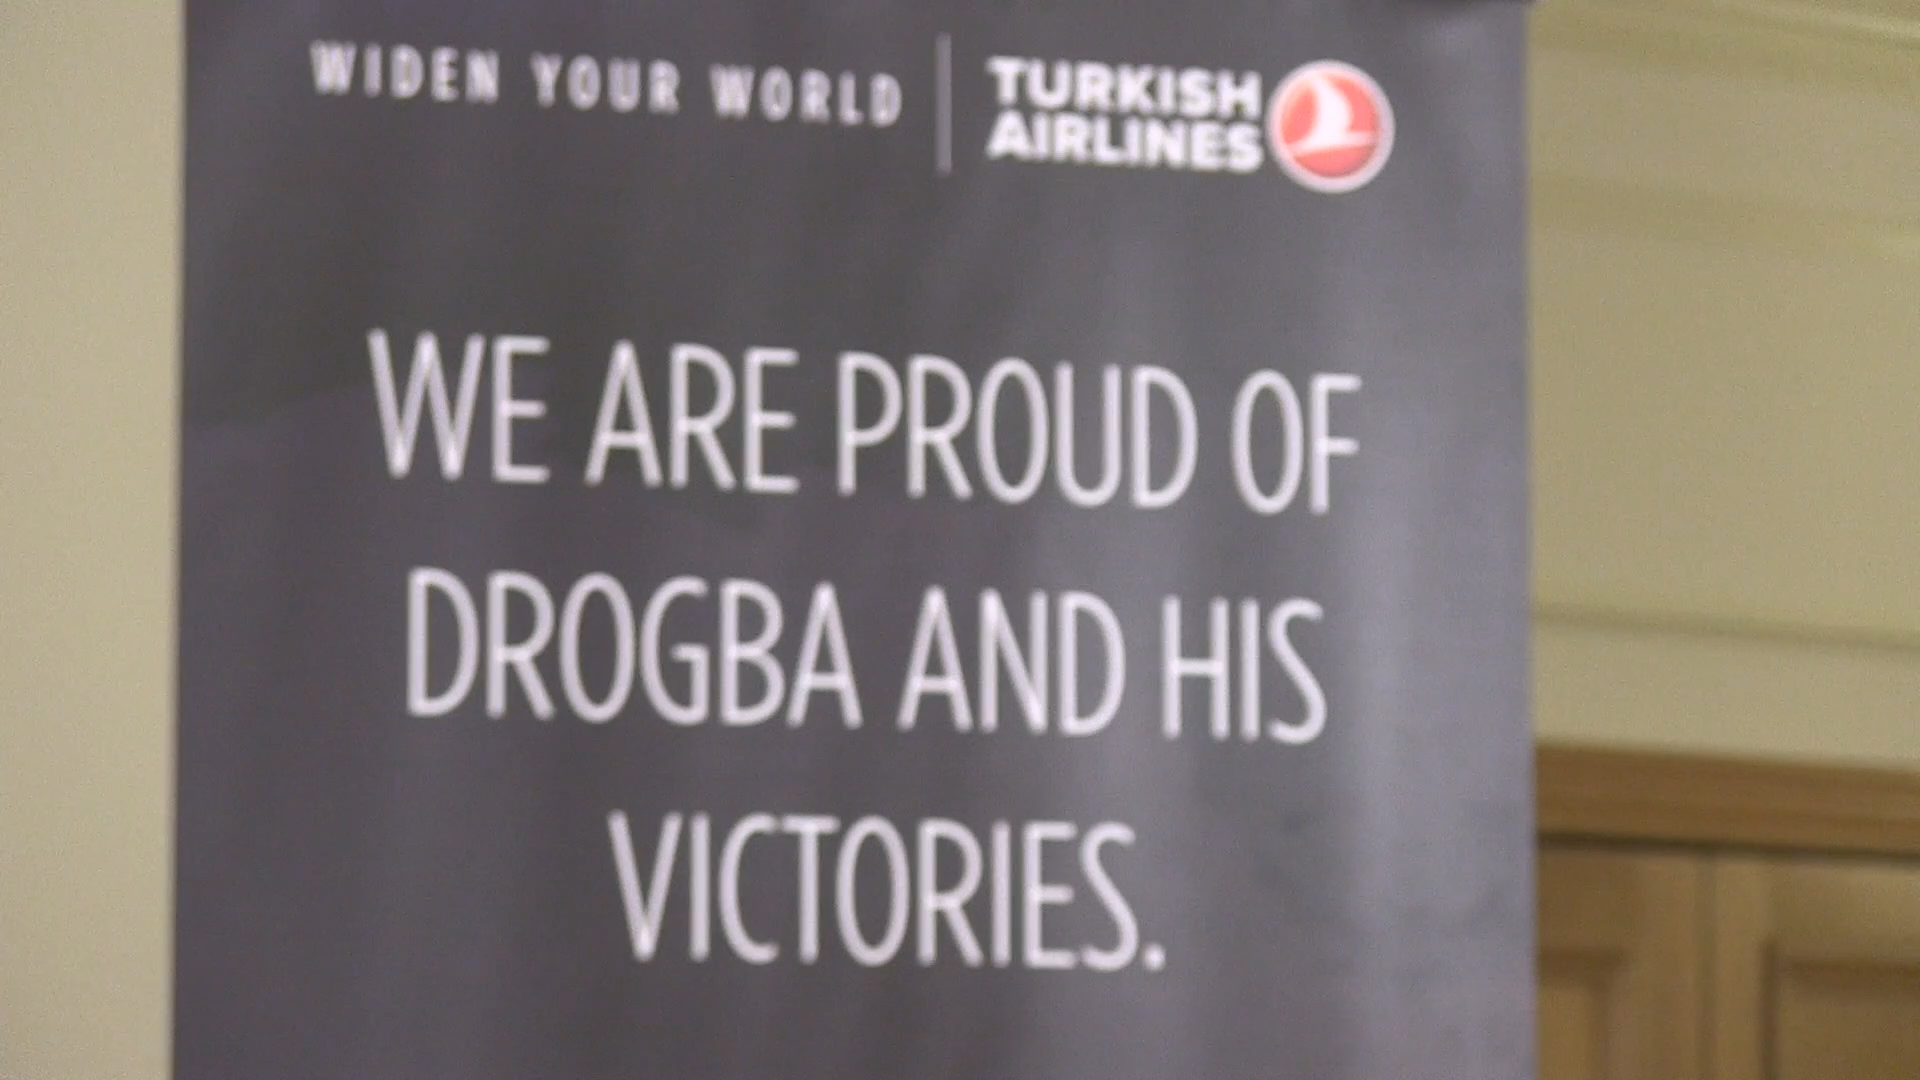 WIDEN YOUR WORLD
TURKISH
AIRLINES
WE ARE PROUD OF
DROGBA AND HIS
VICTORIES.